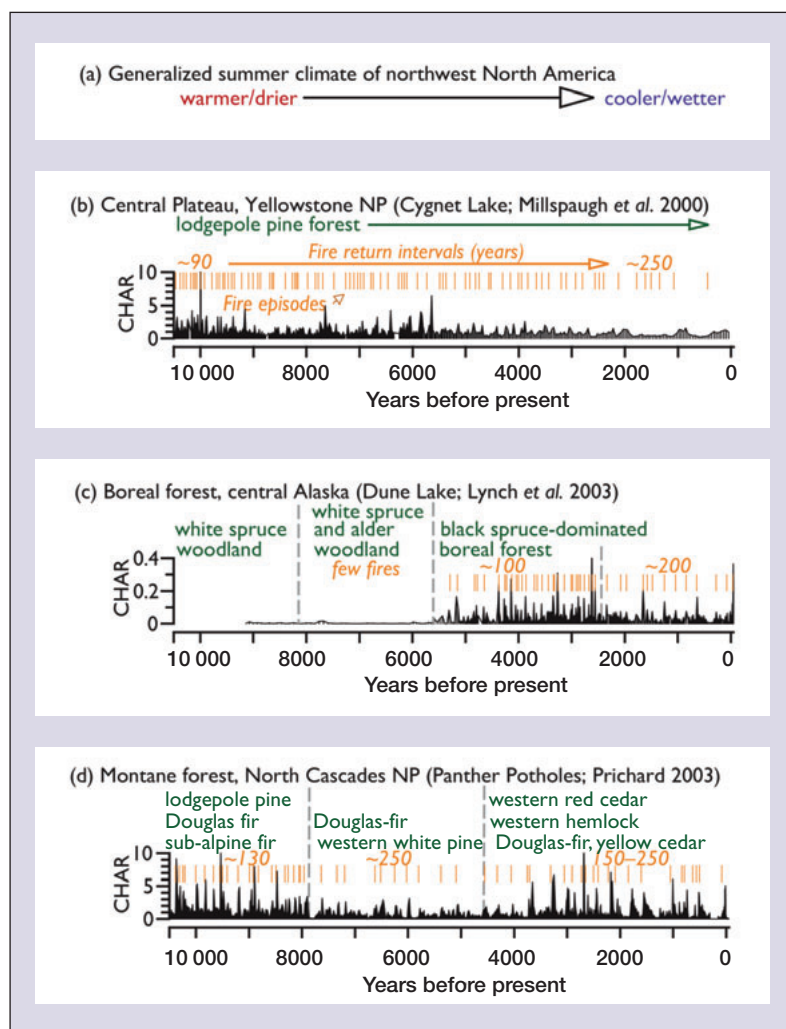 (a) Generalized summer climate of northwest North America
warmer/drier cooler/wetter
(b) Central Plateau, Yellowstone NP (Cygnet Lake; Millspaugh et al. 2000)
lodgepole pine forest
Fire return intervals (years)
~90 ~250
Fire episodes
CHAR
10
5
0
10 000 8000 6000 4000 2000 0
Years before present
(c) Boreal forest, central Alaska (Dune Lake; Lynch et al. 2003)
white spruce
woodland
white spruce
and alder
woodland
few fires
black spruce-dominated
boreal forest
~100 ~200
CHAR
0.4
0.2
0
10 000 8000 6000 4000 2000 0
Years before present
(d) Montane forest, North Cascades NP (Panther Potholes; Prichard 2003)
lodgepole pine
Douglas fir
sub-alpine fir
~130
Douglas-fir
western white pine
~250
western red cedar
western hemlock
Douglas-fir, yellow cedar
150–250
CHAR
10
5
0
10 000 8000 6000 4000 2000 0
Years before present